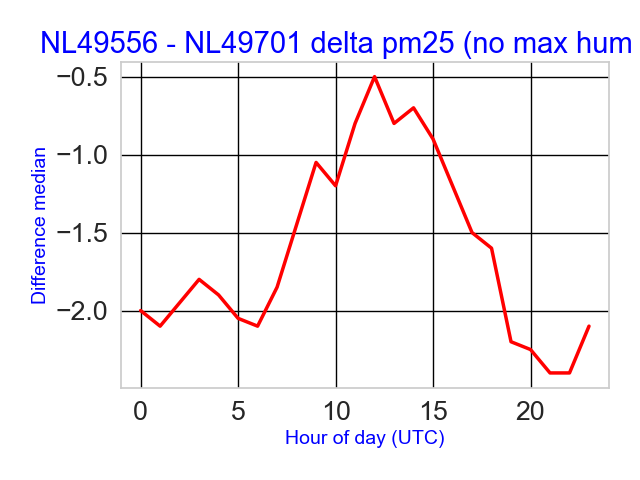 NL49556 - NL49701 delta pm25 (no max hum
−0.5
−1.0
−1.5
−2.0
Difference median
0 5 10 15 20
Hour of day (UTC)